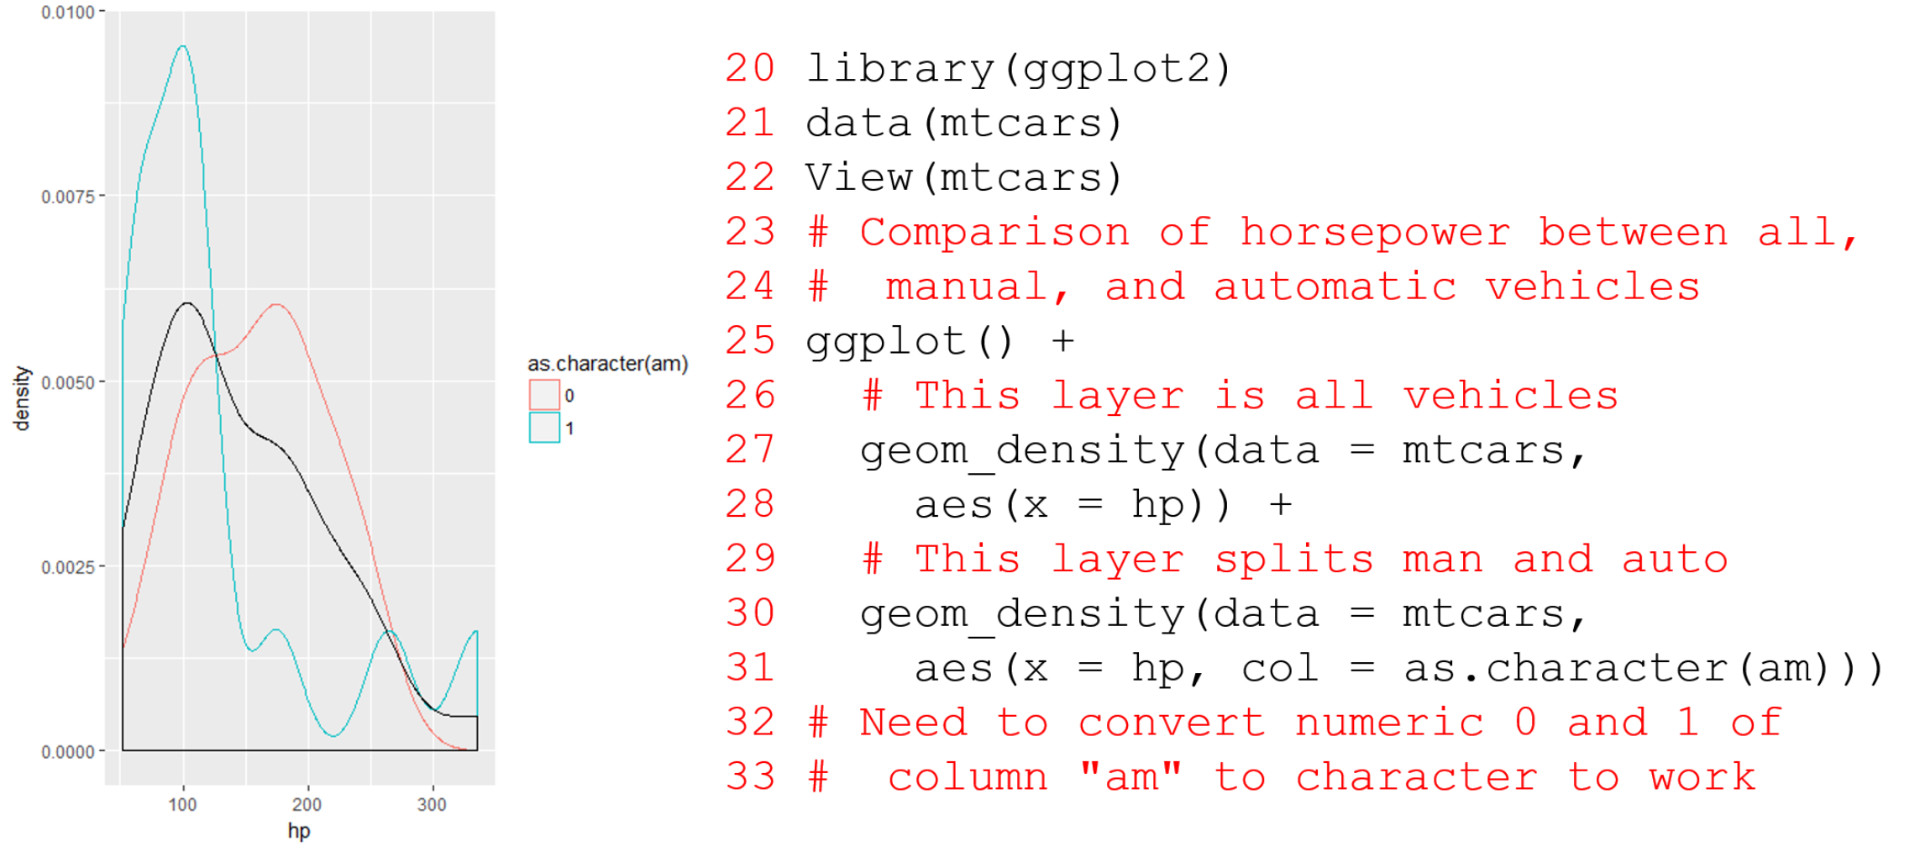 0.0100
0.0075
0.0050
0.0025
0.0000
density
100 200 300
hp
as.character(am)
0
1
20 library(ggplot2)
21 data(mtcars)
22 View(mtcars)
23 # Comparison of horsepower between all,
24 #  manual, and automatic vehicles
25 ggplot() +
26   # This layer is all vehicles
27   geom_density(data = mtcars,
28     aes(x = hp)) +
29   # This layer splits man and auto
30   geom_density(data = mtcars,
31     aes(x = hp, col = as.character(am)))
32 # Need to convert numeric 0 and 1 of
33 #  column "am" to character to work